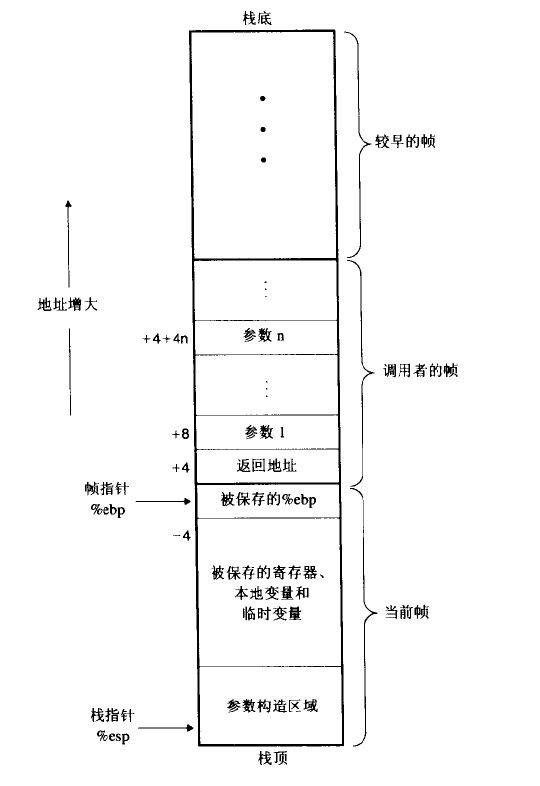 栈底
较早的帧
地址增大
+4+4n
参数 n
调用者的帧
+8
参数 1
+4
返回地址
帧指针
%ebp
被保存的%ebp
-4
被保存的寄存器、
本地变量和
临时变量
当前帧
参数构造区域
栈指针
%esp
栈顶